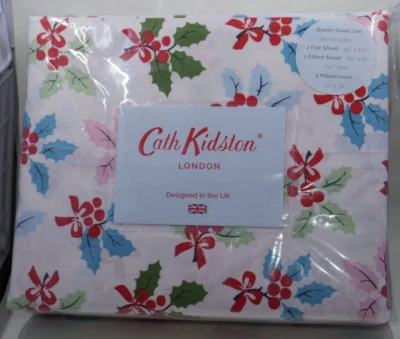 Cath Kidston®
LONDON
Designed in the UK
Queen Sheet Set
1 Flat Sheet
1 Fitted Sheet
2 Pillowcases